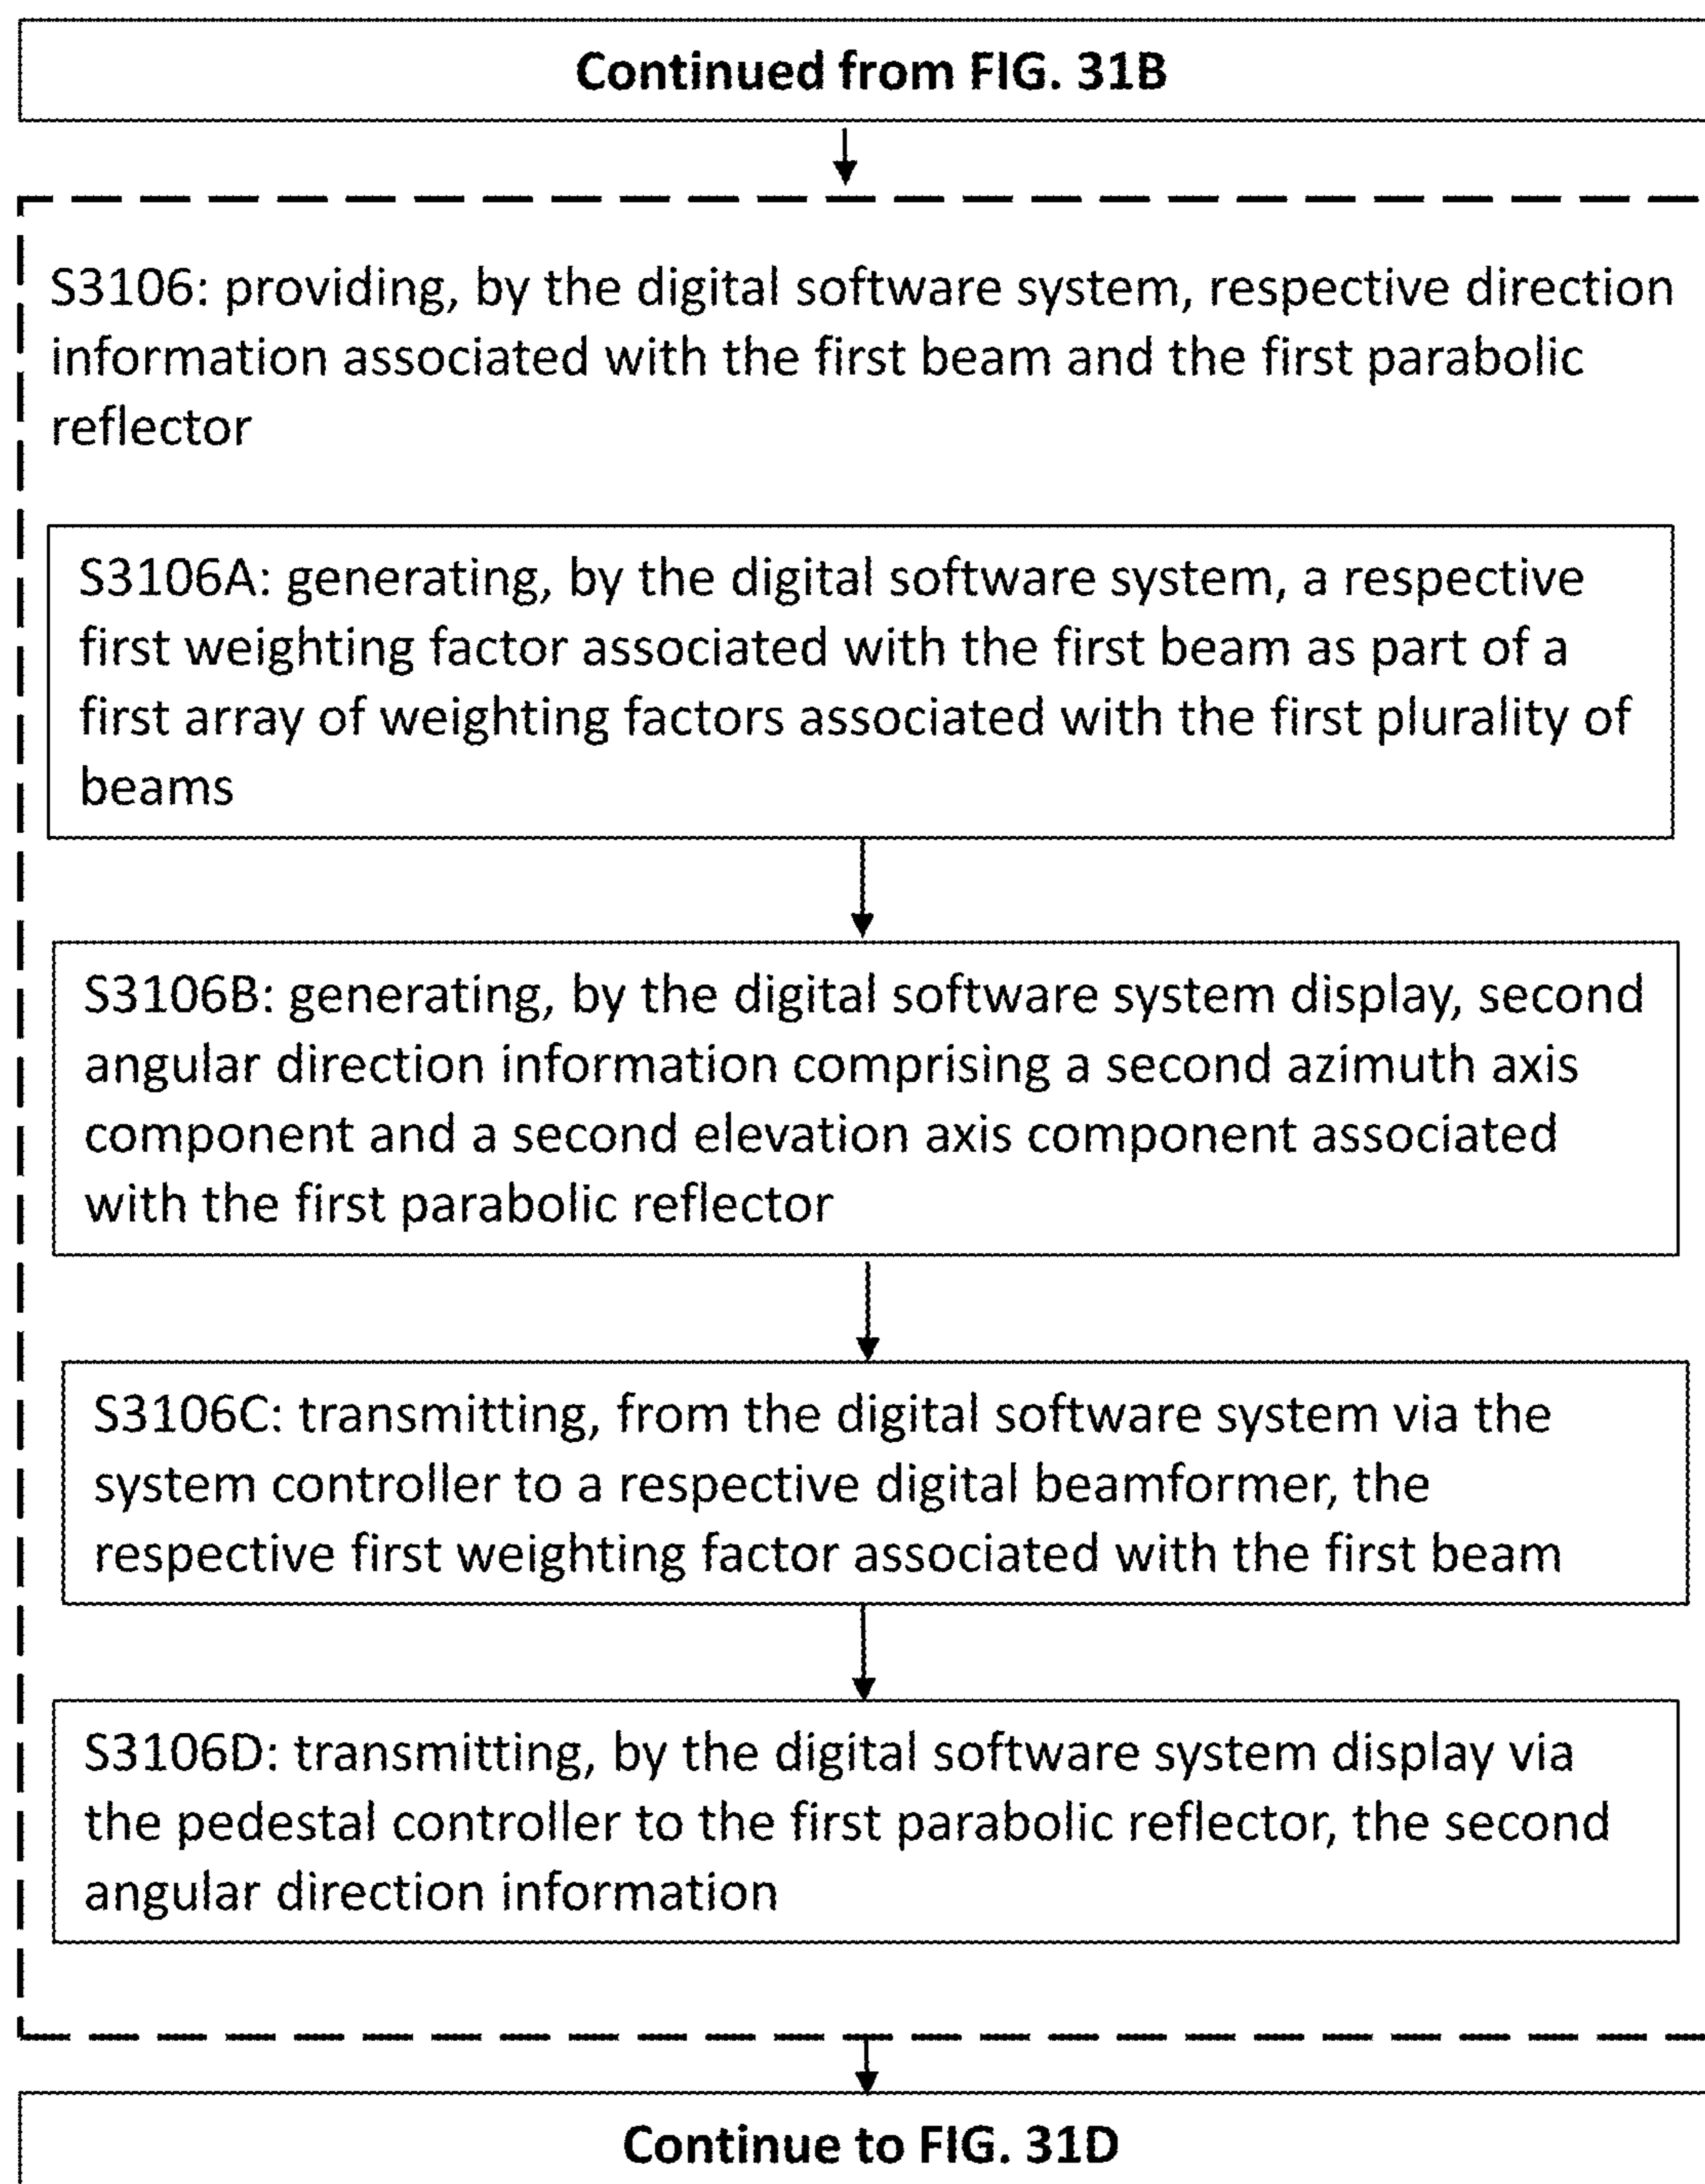 Continued from FIG. 31B
S3106: providing, by the digital software system, respective direction
information associated with the first beam and the first parabolic
reflector
S3106A: generating, by the digital software system, a respective
first weighting factor associated with the first beam as part of a
first array of weighting factors associated with the first plurality of
beams
S3106B: generating, by the digital software system display, second
angular direction information comprising a second azimuth axis
component and a second elevation axis component associated
with the first parabolic reflector
S3106C: transmitting, from the digital software system via the
system controller to a respective digital beamformer, the
respective first weighting factor associated with the first beam
S3106D: transmitting, by the digital software system display via
the pedestal controller to the first parabolic reflector, the second
angular direction information
Continue to FIG. 31D